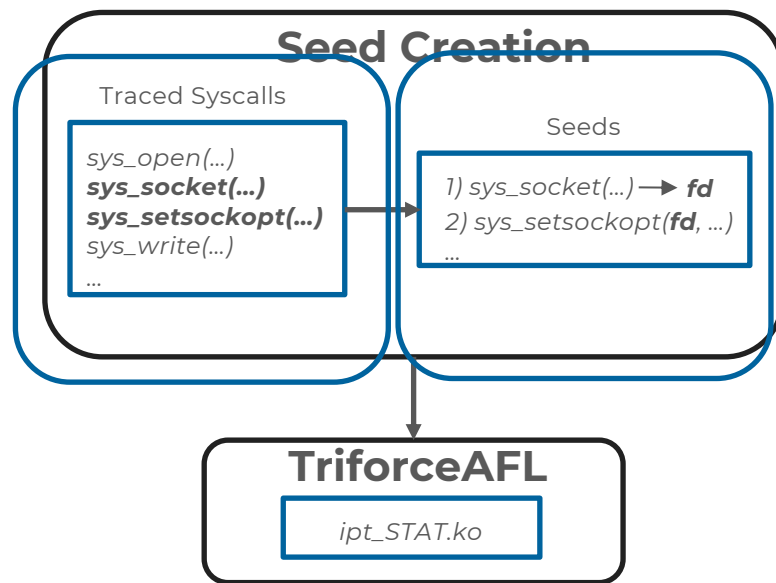 Seed Creation
Traced Syscalls
sys_open(...)
sys_socket(...)
sys_setsockopt(...)
sys_write(...)
...
Seeds
1) sys_socket(...) fd
2) sys_setsockopt(fd, ...)
...
TriforceAFL
ipt_STAT.ko